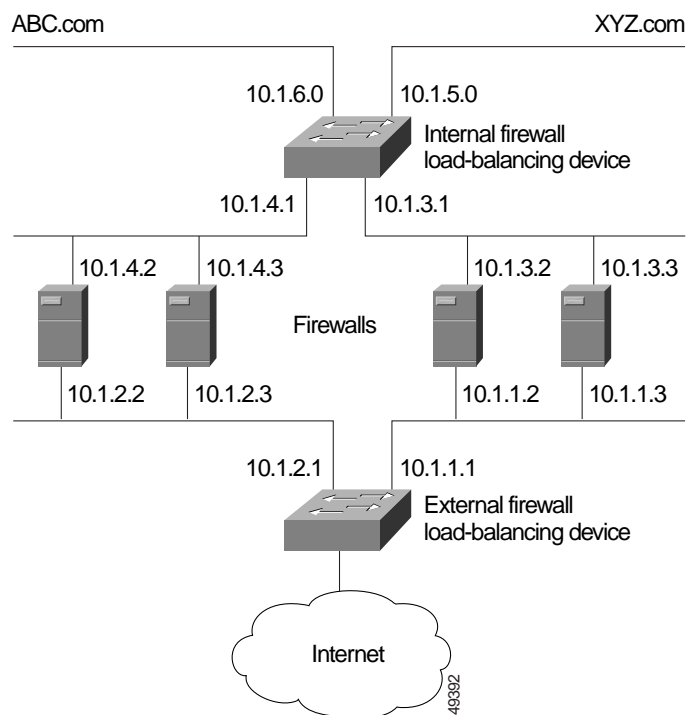 ABC.com
XYZ.com
10.1.6.0
10.1.5.0
Internal firewall
load-balancing device
10.1.4.1
10.1.3.1
10.1.4.2
10.1.4.3
10.1.3.2
10.1.3.3
Firewalls
10.1.2.2
10.1.2.3
10.1.1.2
10.1.1.3
10.1.2.1
10.1.1.1
External firewall
load-balancing device
Internet
49392